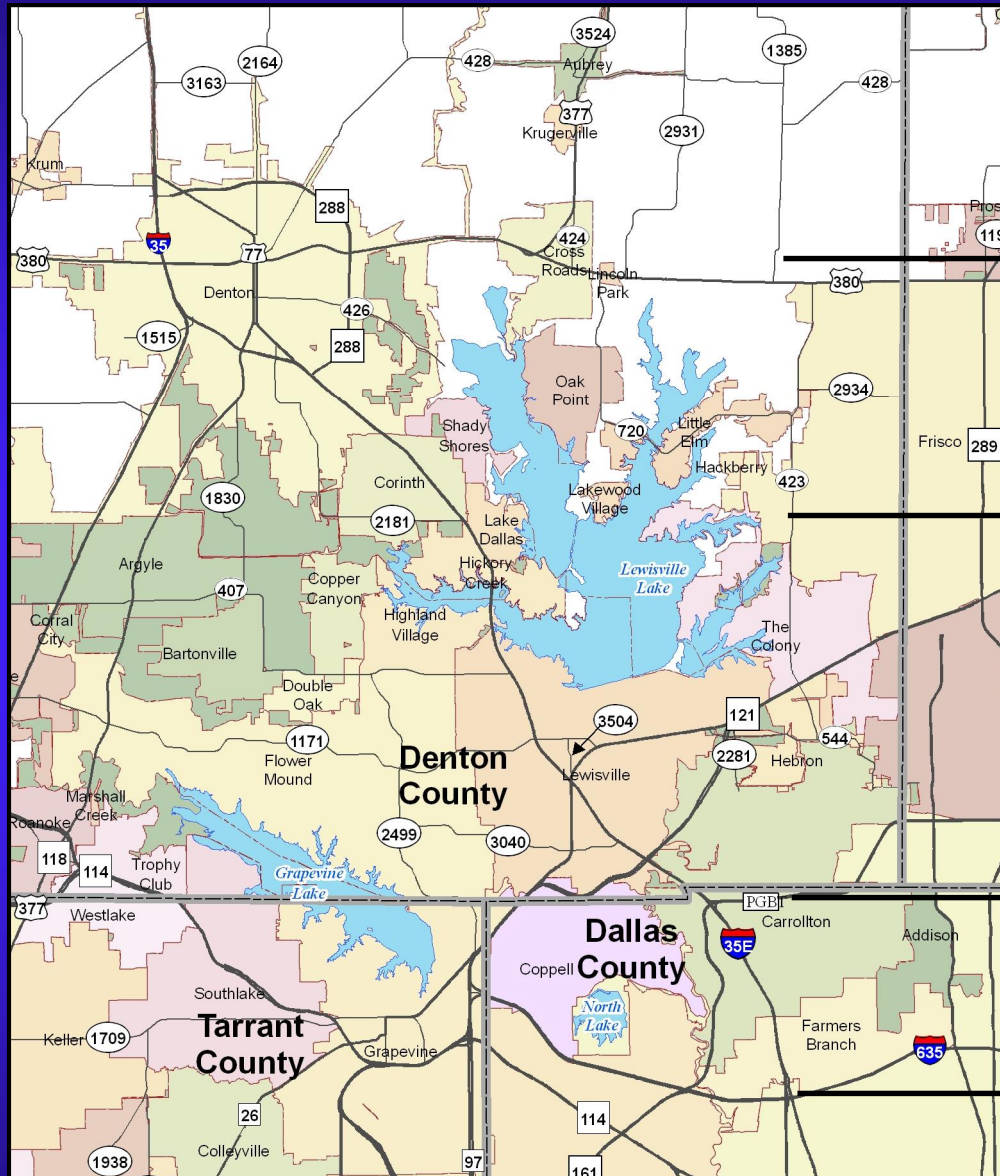 3524
2164
1385
428
Aubrey
3163
428
377
Krugerville
2931
Krum
288
Pros
119
35
77
424
380
Cross
Roads
Lincoln
Park
380
Denton
426
1515
288
Oak
Point
2934
Shady
Shores
720
Little
Elm
Frisco
289
Hackberry
Corinth
423
1830
Lakewood
Village
2181
Lake
Dallas
Argyle
Hickory
Creek
Lewisville
Lake
Copper
Canyon
407
Highland
Village
Corral
City
The
Colony
Bartonville
e
Double
Oak
121
3504
1171
544
2281
Flower
Mound
Denton
County
Hebron
Lewisville
Marshall
Creek
Roanoke
2499
3040
118
114
Trophy
Club
Grapevine
Lake
377
PGBT
Westlake
Carrollton
Dallas
County
35E
Addison
Coppell
Southlake
North
Lake
Tarrant
County
Keller
1709
Farmers
Branch
Grapevine
635
26
114
Colleyville
1938
97
161